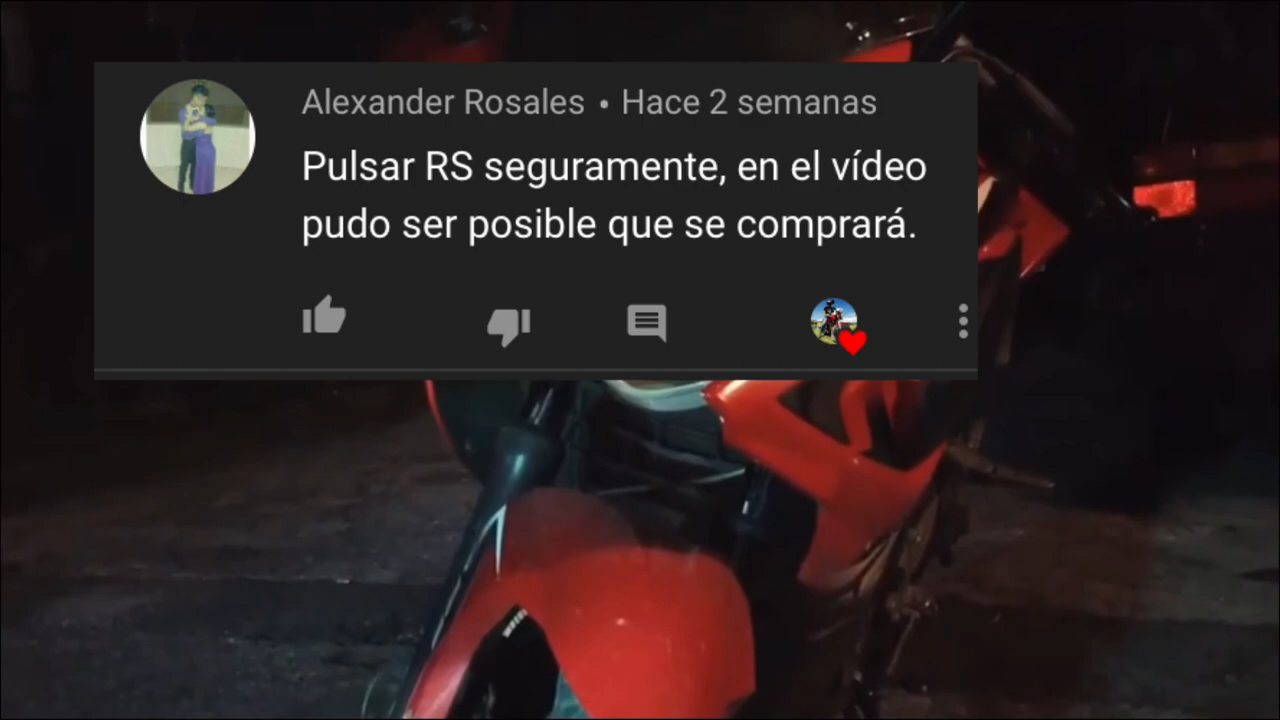 Alexander Rosales • Hace 2 semanas
Pulsar RS seguramente, en el vídeo
pudo ser posible que se comprará.